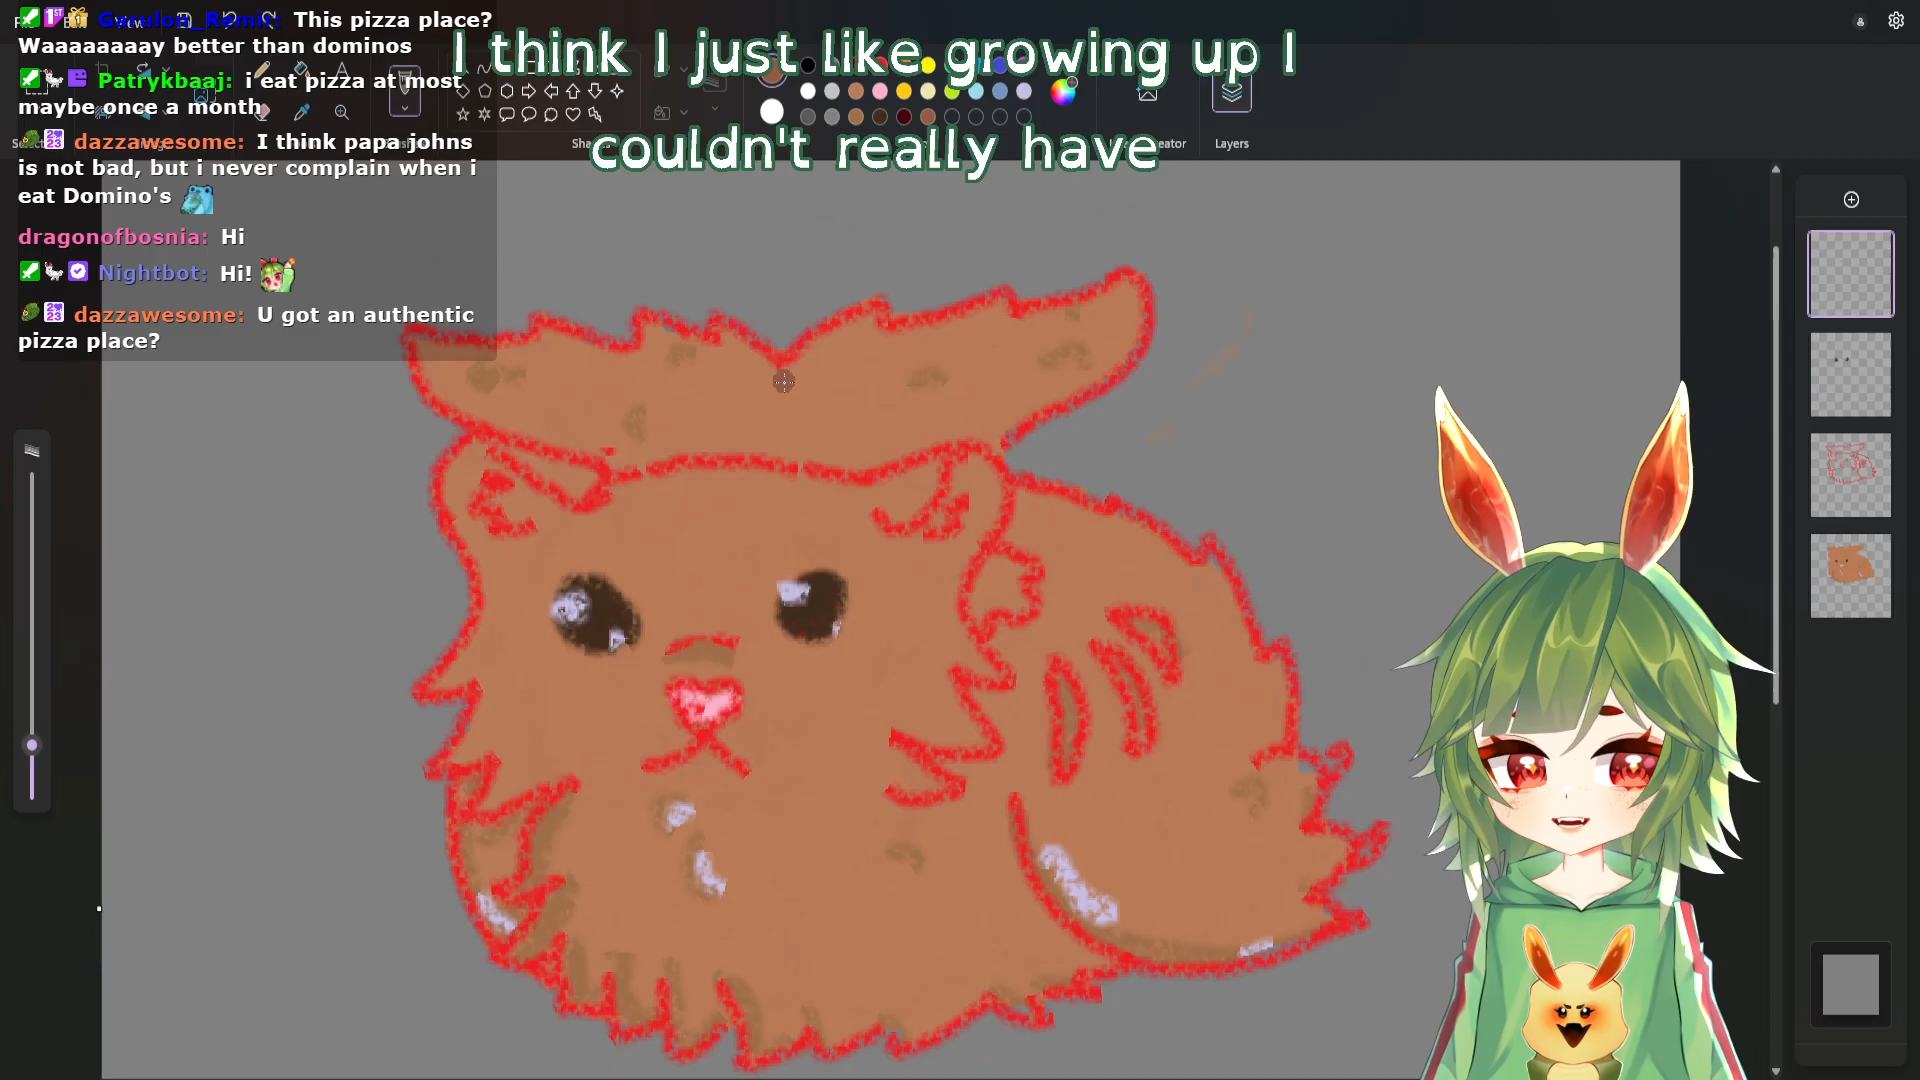 Garulon_Remir: This pizza place?
Waaaaaaaay better than dominos
Patrykbaaj: i eat pizza at most
maybe once a month
dazzawesome: I think papa johns
is not bad, but i never complain when i
eat Domino's
dragonofbosnia: Hi
Nightbot: Hi!
dazzawesome: U got an authentic
pizza place?
I think I just like growing up I
couldn't really have
Layers